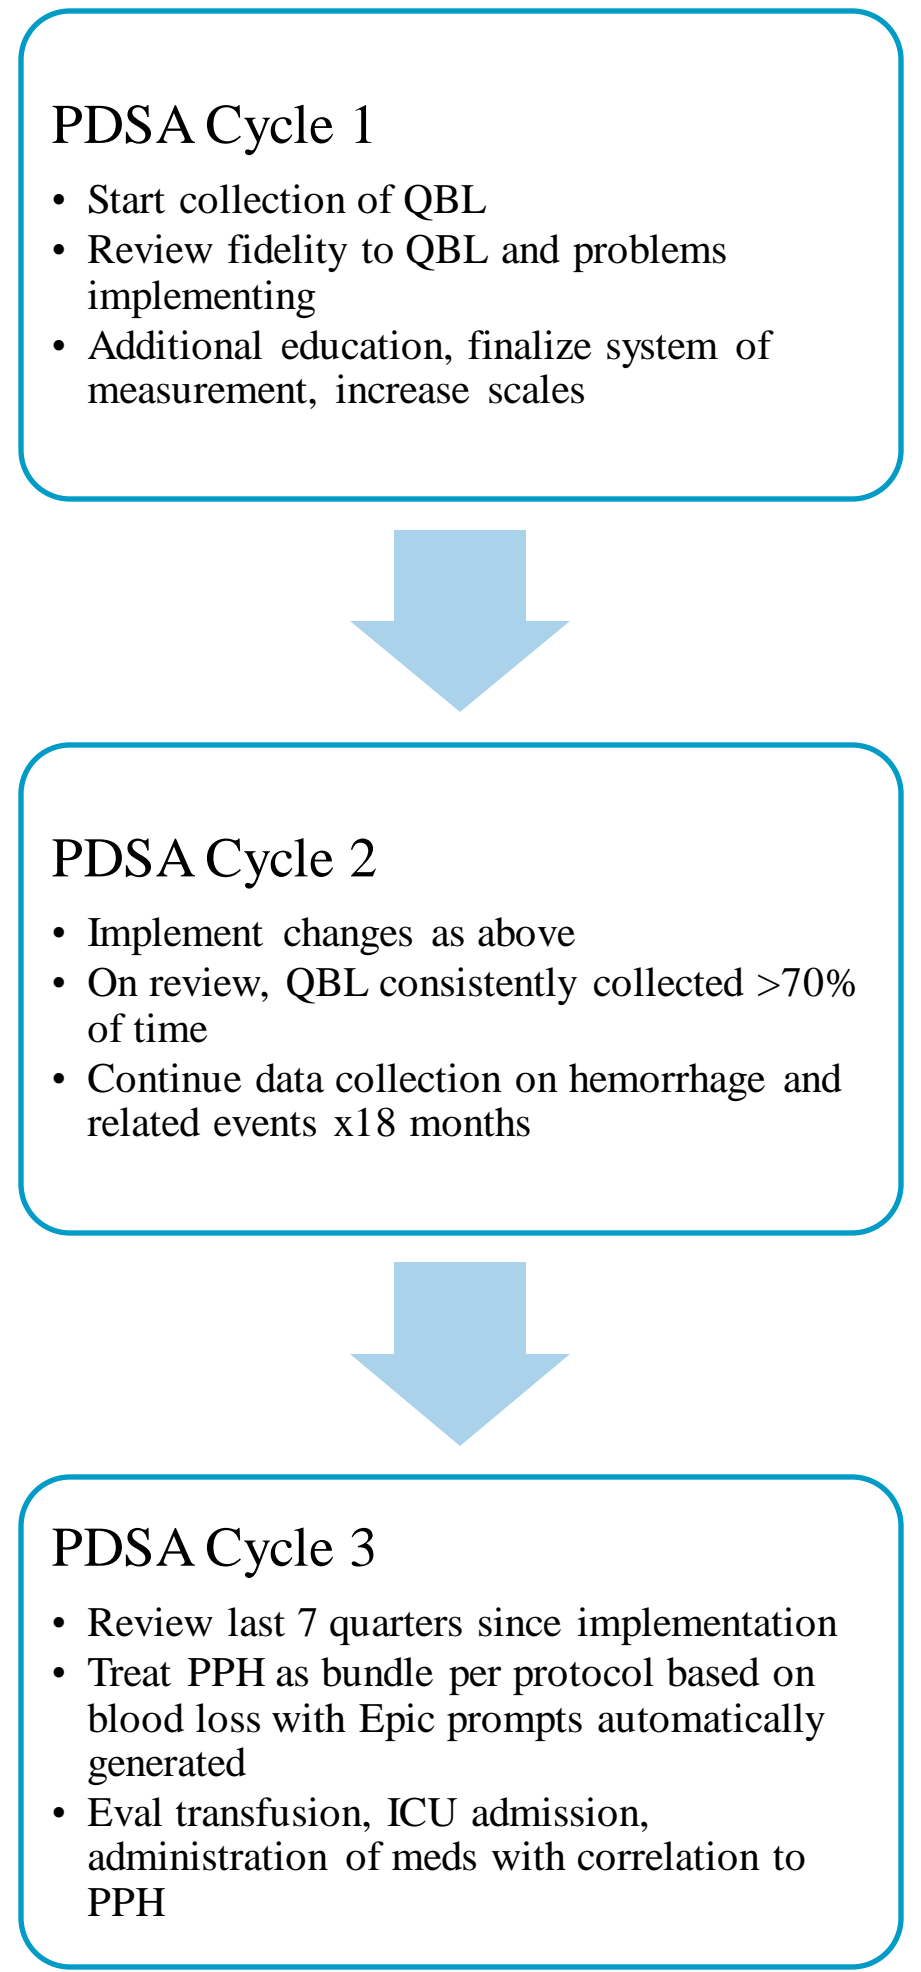 PDSA Cycle 1
• Start collection of QBL
• Review fidelity to QBL and problems
implementing
• Additional education, finalize system of
measurement, increase scales
PDSA Cycle 2
• Implement changes as above
• On review, QBL consistently collected >70%
of time
• Continue data collection on hemorrhage and
related events x18 months
PDSA Cycle 3
• Review last 7 quarters since implementation
• Treat PPH as bundle per protocol based on
blood loss with Epic prompts automatically
generated
• Eval transfusion, ICU admission,
administration of meds with correlation to
PPH